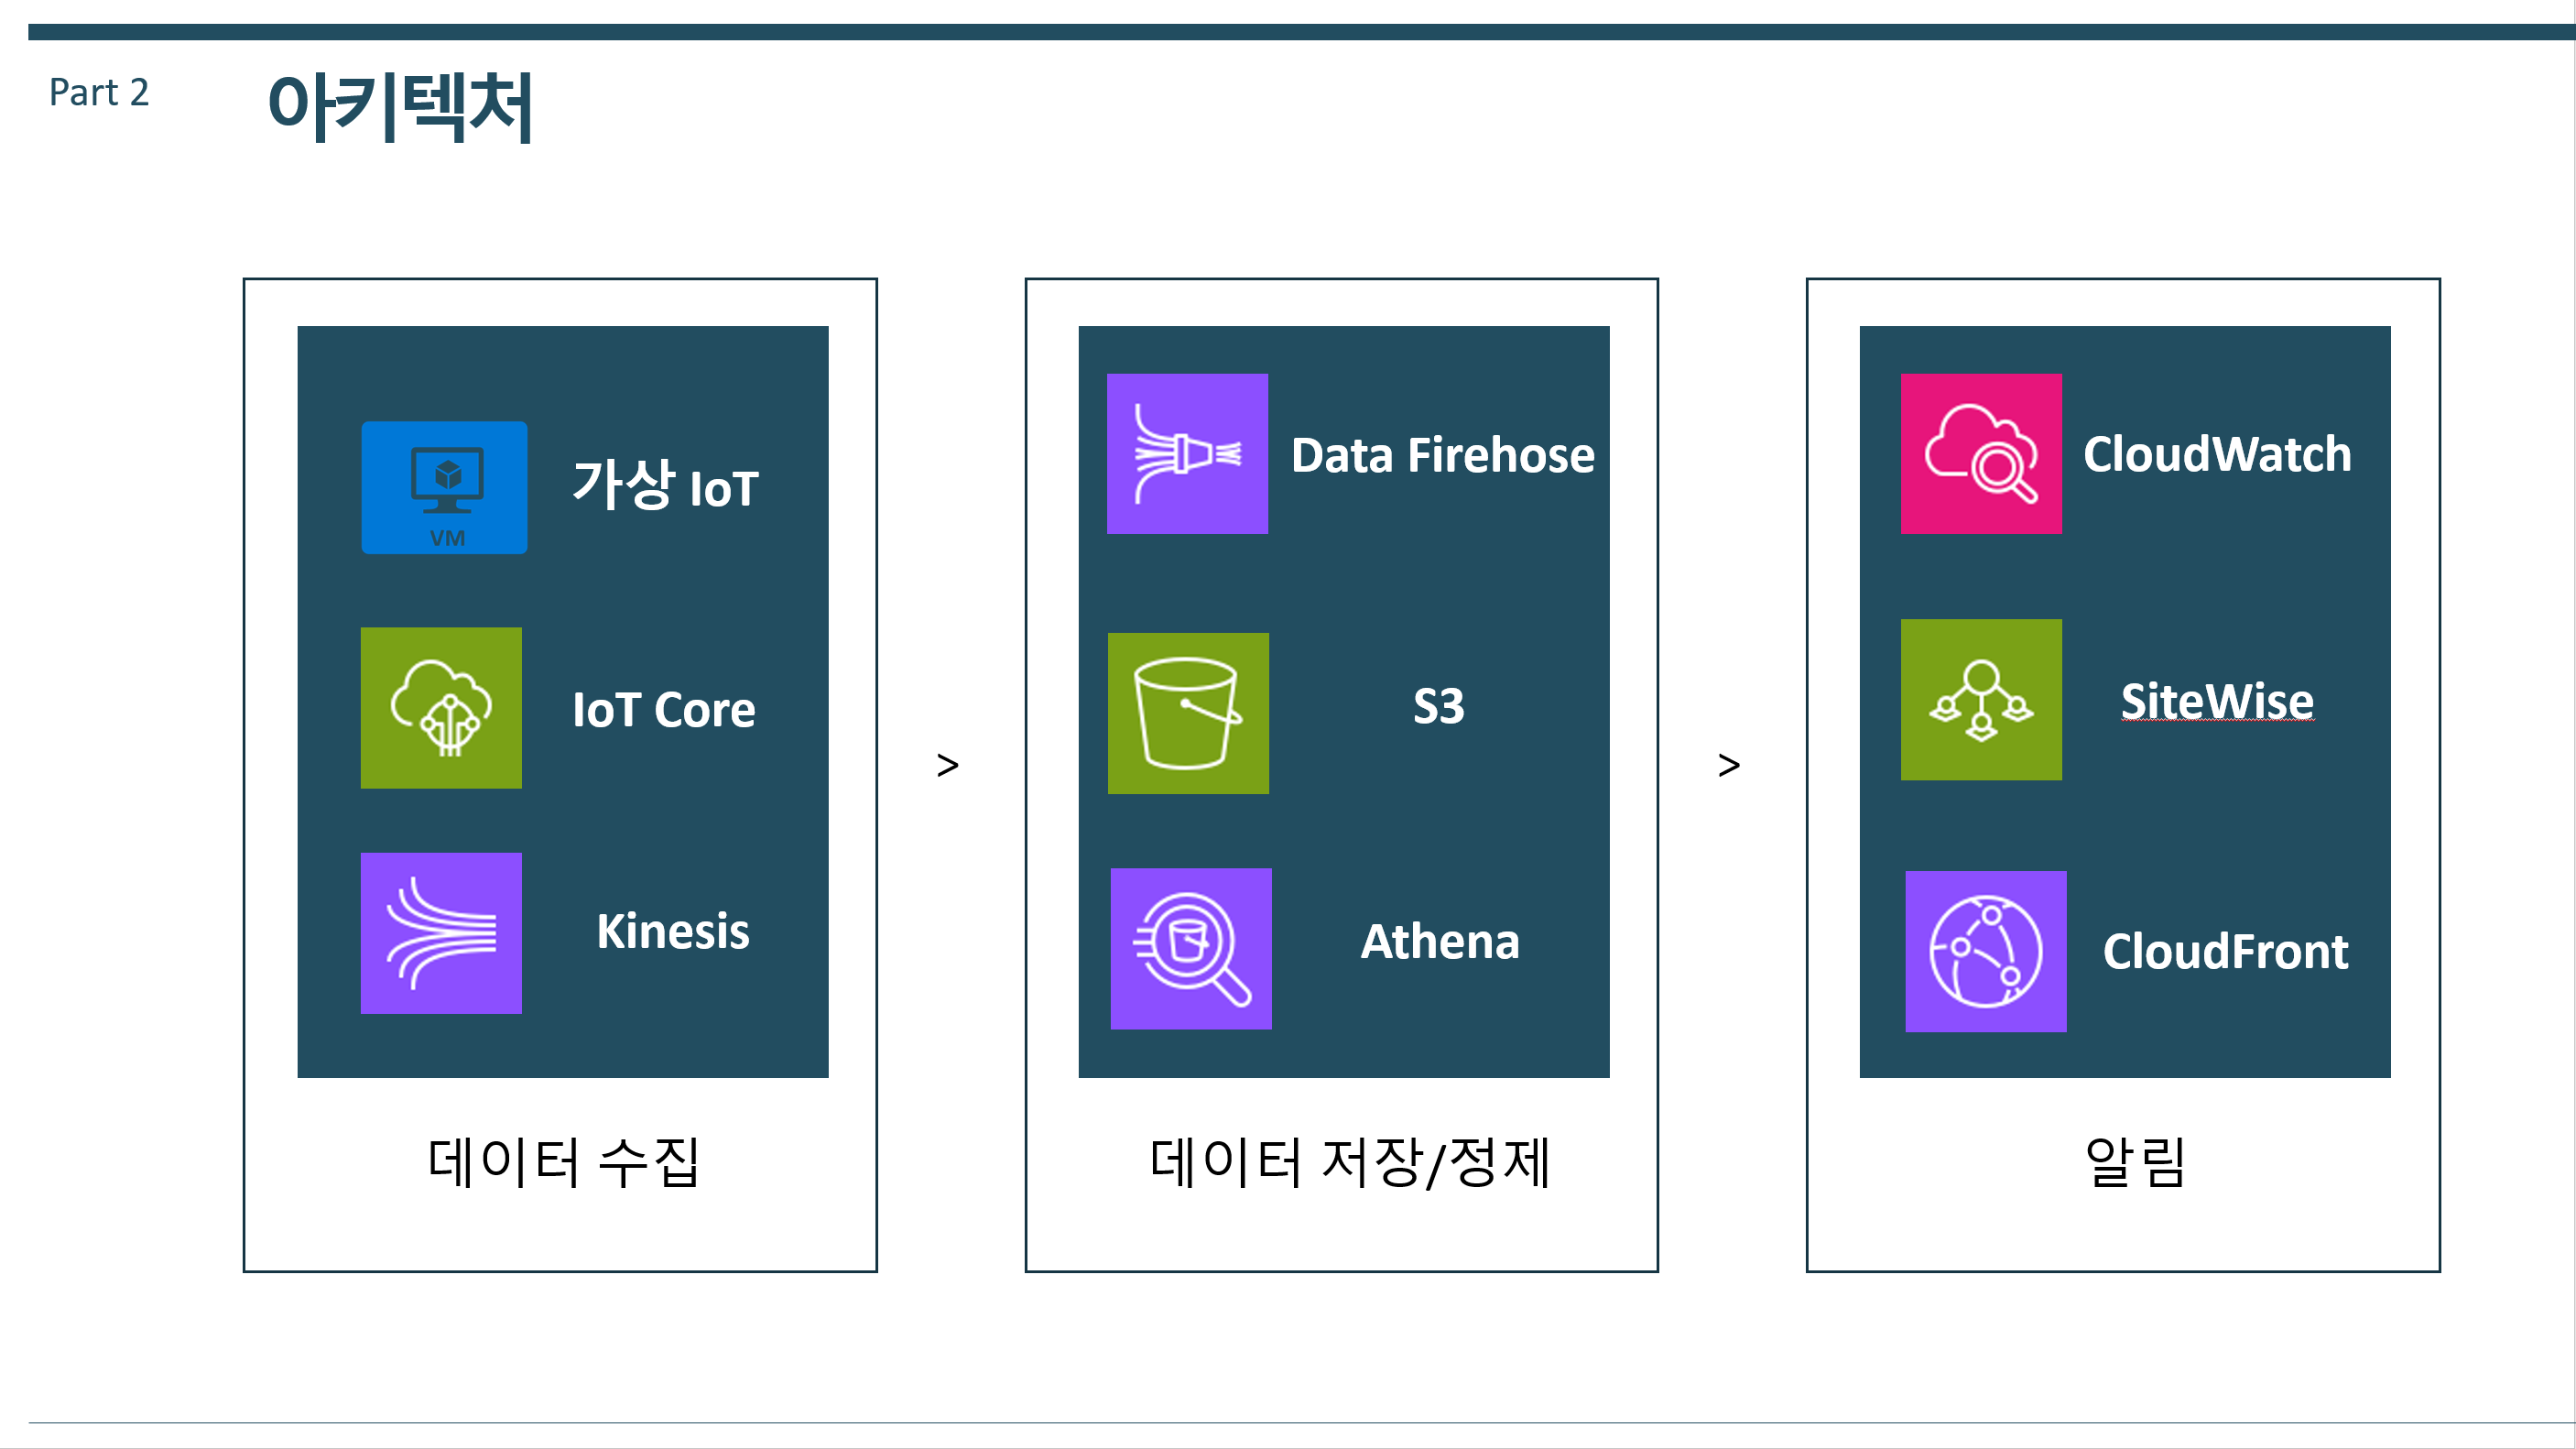 Part 2
아키텍처
VM
가상 IoT
IoT Core
Kinesis
데이터 수집
>
Data Firehose
S3
Athena
데이터 저장/정제
>
CloudWatch
SiteWise
CloudFront
알림